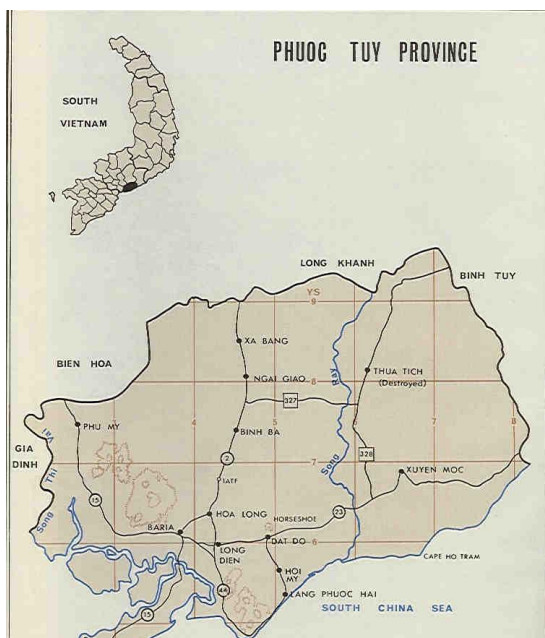 PHUOC TUY PROVINCE
SOUTH
VIETNAM
LONG KHANH
BINH TUY
YS
9
XA BANG
Ray
THUA TICH
(Destroyed)
BIEN HOA
NGAI GIAO
8
327
4
5
6
7
8
PHU MY
BINH BA
GIA
DINH
Song Thi Vai
328
2
7
Song
XUYEN MOC
1ATF
15
HOA LONG
HORSESHOE
23
BARIA
LONG
DIEN
DAT DO
6
CAPE HO TRAM
HOI
MY
44
LANG PHUOC HAI
SOUTH CHINA SEA
15